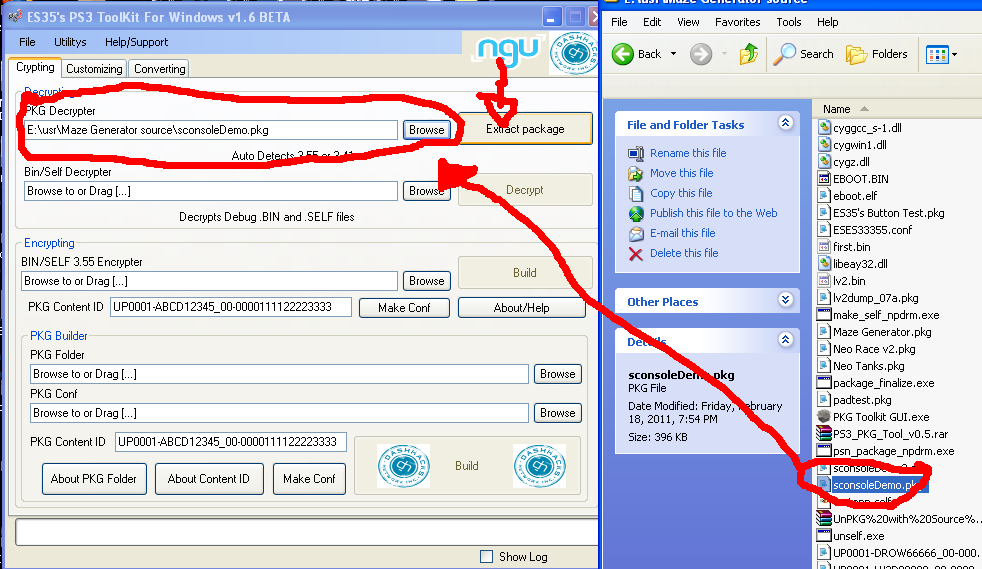 ES35's PS3 ToolKit For Windows v1.6 BETA
File Utilitys Help/Support
ngu
DASHHACKS
NETWORK INC.
Crypting Customizing Converting
Decrypting
PKG Decrypter
E:\usr\Maze Generator source\sconsoleDemo.pkg Browse Extract package
Auto Detects 3.55 or 3.41
Bin/Self Decrypter
Browse to or Drag [...] Browse Decrypt
Decrypts Debug .BIN and .SELF files
Encrypting
BIN/SELF 3.55 Encrypter
Browse to or Drag [...] Browse Build
PKG Content ID UP0001-ABCD12345_00-0000111122223333 Make Conf About/Help
PKG Builder
PKG Folder
Browse to or Drag [...] Browse
PKG Conf
Browse to or Drag [...] Browse
PKG Content ID UP0001-ABCD12345_00-0000111122223333
DASHHACKS NETWORK INC. Build DASHHACKS NETWORK INC.
About PKG Folder About Content ID Make Conf
Show Log
E:\usr\Maze Generator source
File Edit View Favorites Tools Help
Back Search Folders
File and Folder Tasks
Rename this file
Move this file
Copy this file
Publish this file to the Web
E-mail this file
Delete this file
Other Places
Details
sconsoleDemo.pkg
PKG File
Date Modified: Friday, February
18, 2011, 7:54 PM
Size: 396 KB
Name
cyggcc_s-1.dll
cygwin1.dll
cygz.dll
EBOOT.BIN
eboot.elf
ES35's Button Test.pkg
ESES33355.conf
first.bin
libeay32.dll
lv2.bin
lv2dump_07a.pkg
make_self_npdrm.exe
Maze Generator.pkg
Neo Race v2.pkg
Neo Tanks.pkg
package_finalize.exe
padtest.pkg
PKG Toolkit GUI.exe
PS3_PKG_Tool_v0.5.rar
psn_package_npdrm.exe
sconsoleDemo.pkg
UnPKG%20with%20Source%...
unself.exe
UP0001-DROW66666_00-000...